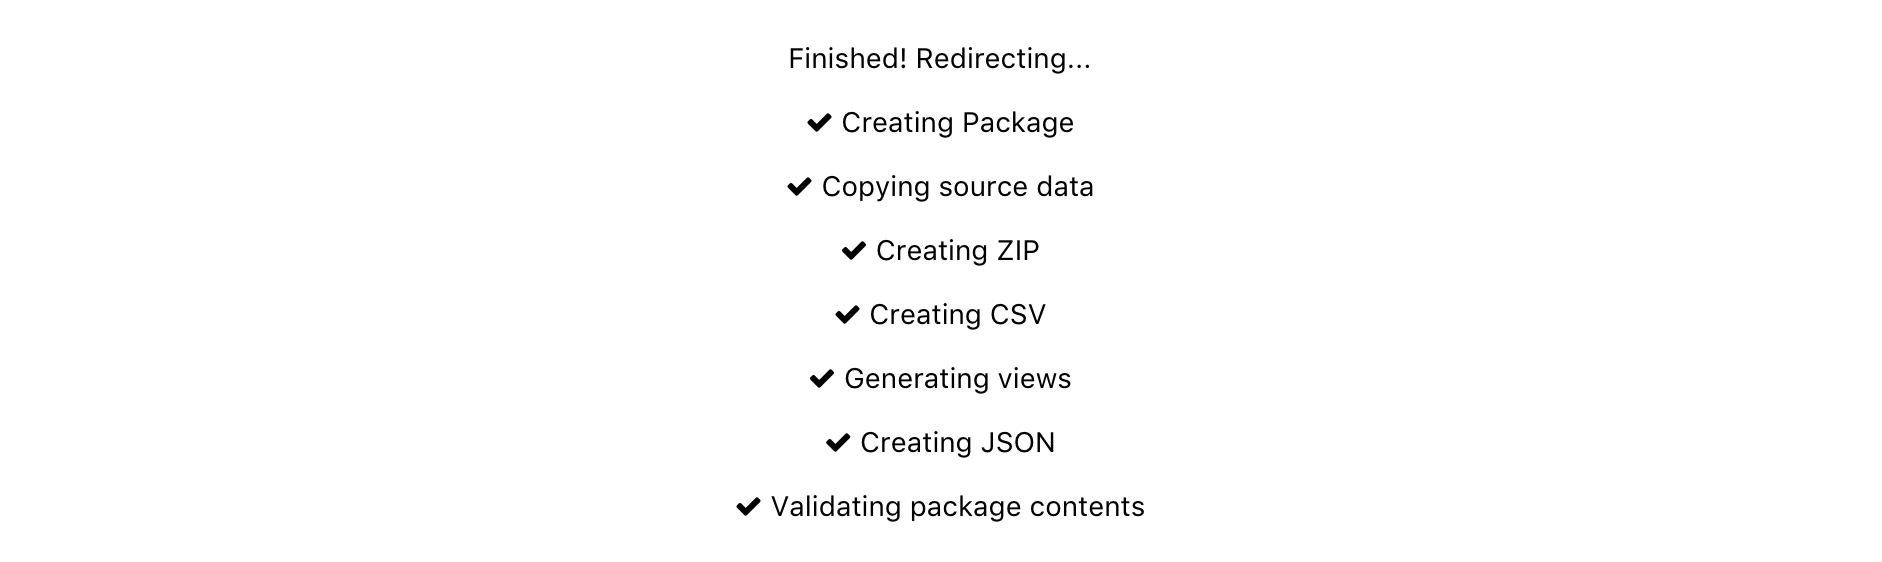 Finished! Redirecting...
✔ Creating Package
✔ Copying source data
✔ Creating ZIP
✔ Creating CSV
✔ Generating views
✔ Creating JSON
✔ Validating package contents